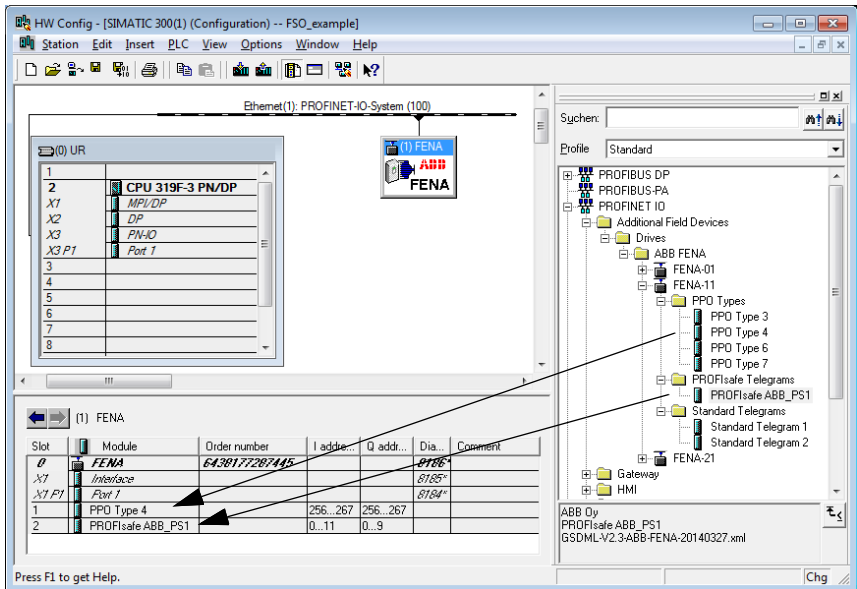 HW Config - [SIMATIC 300(1) (Configuration) -- FSO_example]
Station Edit Insert PLC View Options Window Help
Ethernet(1): PROFINET-IO-System (100)
(0) UR
1
2 CPU 319F-3 PN/DP
X1 MPI/DP
X2 DP
X3 PN-IO
X3 P1 Port 1
3
4
5
6
7
8
(1) FENA
ABB
FENA
Suchen:
Profile Standard
PROFIBUS DP
PROFIBUS-PA
PROFINET IO
Additional Field Devices
Drives
ABB FENA
FENA-01
FENA-11
PPO Types
PPO Type 3
PPO Type 4
PPO Type 6
PPO Type 7
PROFIsafe Telegrams
PROFIsafe ABB_PS1
Standard Telegrams
Standard Telegram 1
Standard Telegram 2
FENA-21
Gateway
HMI
(1) FENA
Slot Module Order number I addre... Q addr... Dia... Comment
0 FENA 6438177287445 8186*
X1 Interface 8185*
X1 P1 Port 1 8184*
1 PPO Type 4 256...267 256...267
2 PROFIsafe ABB_PS1 0...11 0...9
ABB Oy
PROFIsafe ABB_PS1
GSDML-V2.3-ABB-FENA-20140327.xml
Press F1 to get Help.
Chg